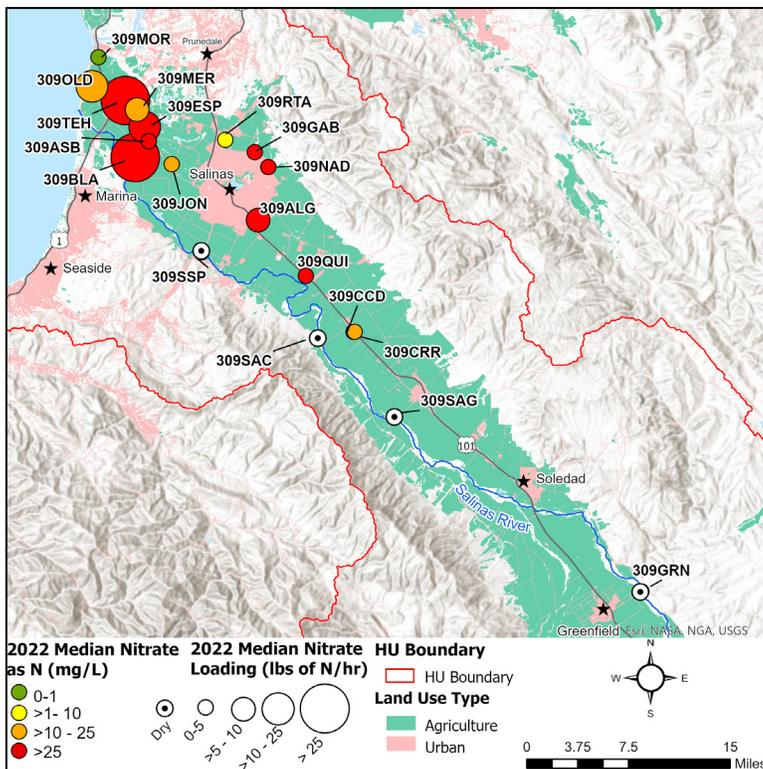 309MOR
Prunedale
309OLD
309MER
309ESP
309RTA
309TEH
309GAB
309ASB
309NAD
309BLA
Salinas
Marina
309JON
309ALG
1
Seaside
309SSP
309QUI
309CCD
309SAC
309CRR
309SAG
101
Soledad
Salinas River
309GRN
Greenfield
Esri, NASA, NGA, USGS
2022 Median Nitrate
as N (mg/L)
0-1
>1- 10
>10 - 25
>25
2022 Median Nitrate
Loading (lbs of N/hr)
Dry
0-5
>5 - 10
>10 - 25
> 25
HU Boundary
HU Boundary
Land Use Type
Agriculture
Urban
N
W
E
S
0
3.75
7.5
15
Miles